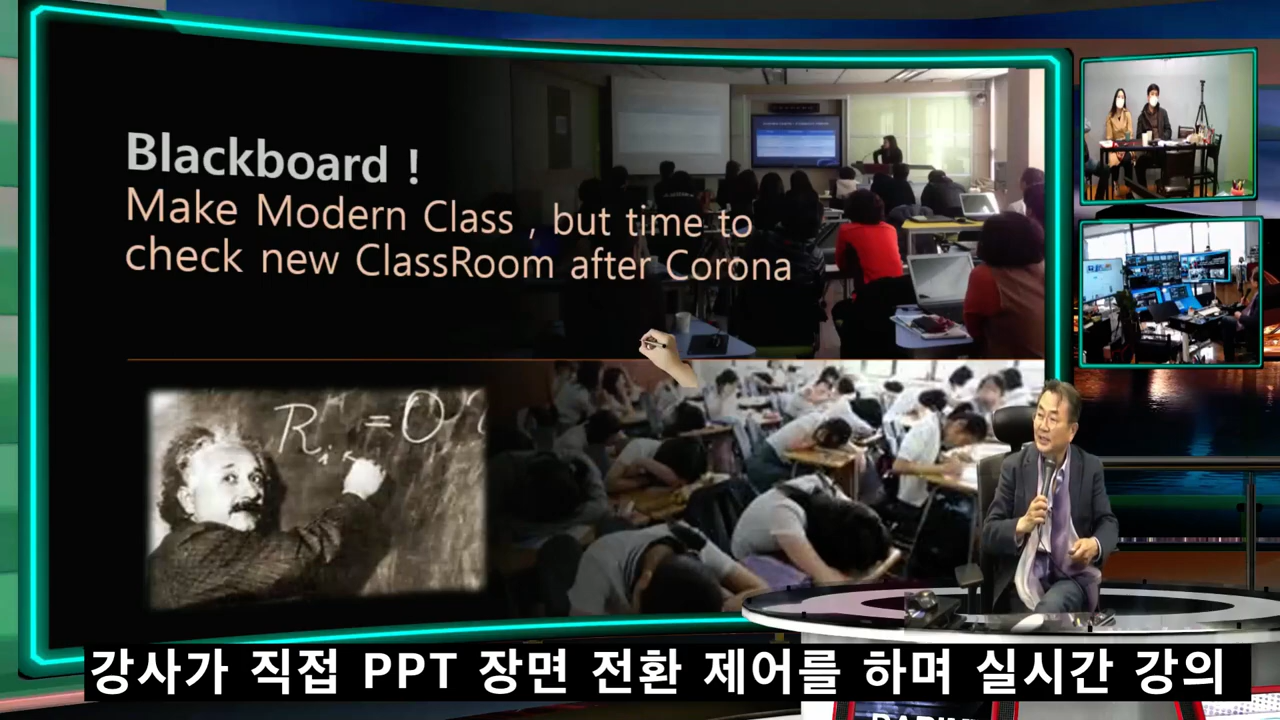 Blackboard !
Make Modern Class , but time to
check new ClassRoom after Corona
강사가 직접 PPT 장면 전환 제어를 하며 실시간 강의